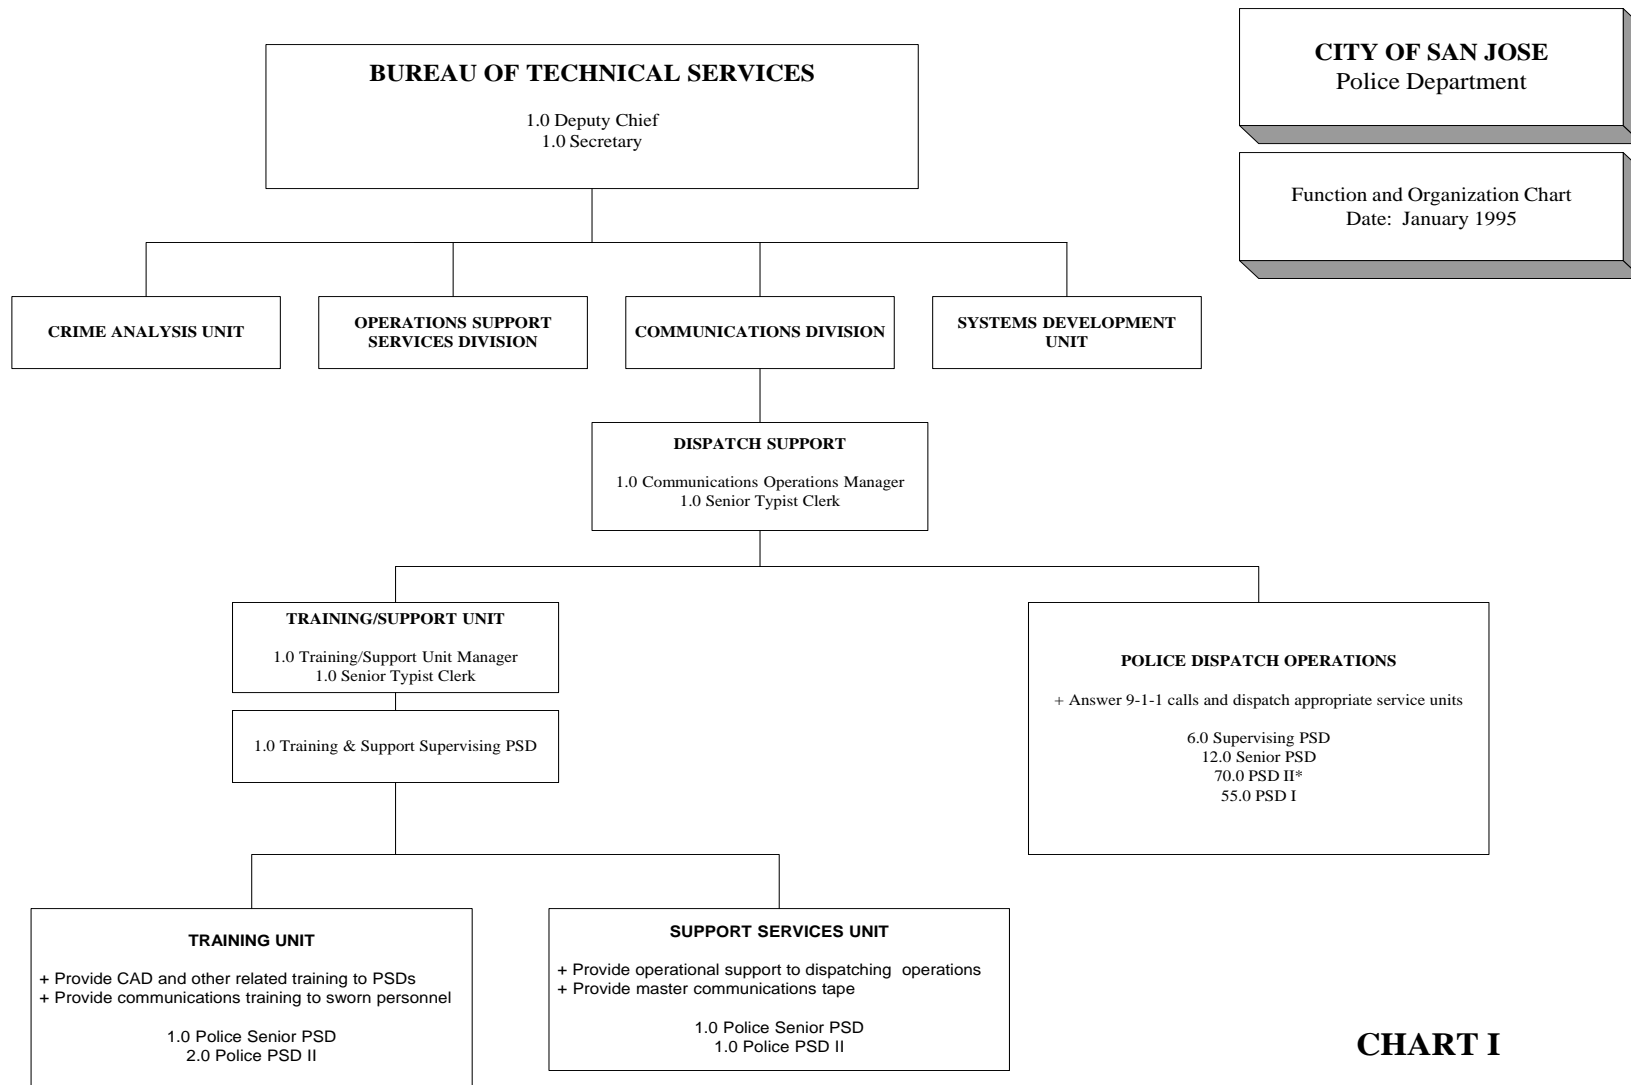 BUREAU OF TECHNICAL SERVICES
1.0 Deputy Chief
1.0 Secretary
CITY OF SAN JOSE
Police Department
Function and Organization Chart
Date: January 1995
CRIME ANALYSIS UNIT
OPERATIONS SUPPORT
SERVICES DIVISION
COMMUNICATIONS DIVISION
SYSTEMS DEVELOPMENT
UNIT
DISPATCH SUPPORT
1.0 Communications Operations Manager
1.0 Senior Typist Clerk
TRAINING/SUPPORT UNIT
1.0 Training/Support Unit Manager
1.0 Senior Typist Clerk
1.0 Training & Support Supervising PSD
POLICE DISPATCH OPERATIONS
+ Answer 9-1-1 calls and dispatch appropriate service units
6.0 Supervising PSD
12.0 Senior PSD
70.0 PSD II*
55.0 PSD I
TRAINING UNIT
+ Provide CAD and other related training to PSDs
+ Provide communications training to sworn personnel
1.0 Police Senior PSD
2.0 Police PSD II
SUPPORT SERVICES UNIT
+ Provide operational support to dispatching operations
+ Provide master communications tape
1.0 Police Senior PSD
1.0 Police PSD II
CHART I